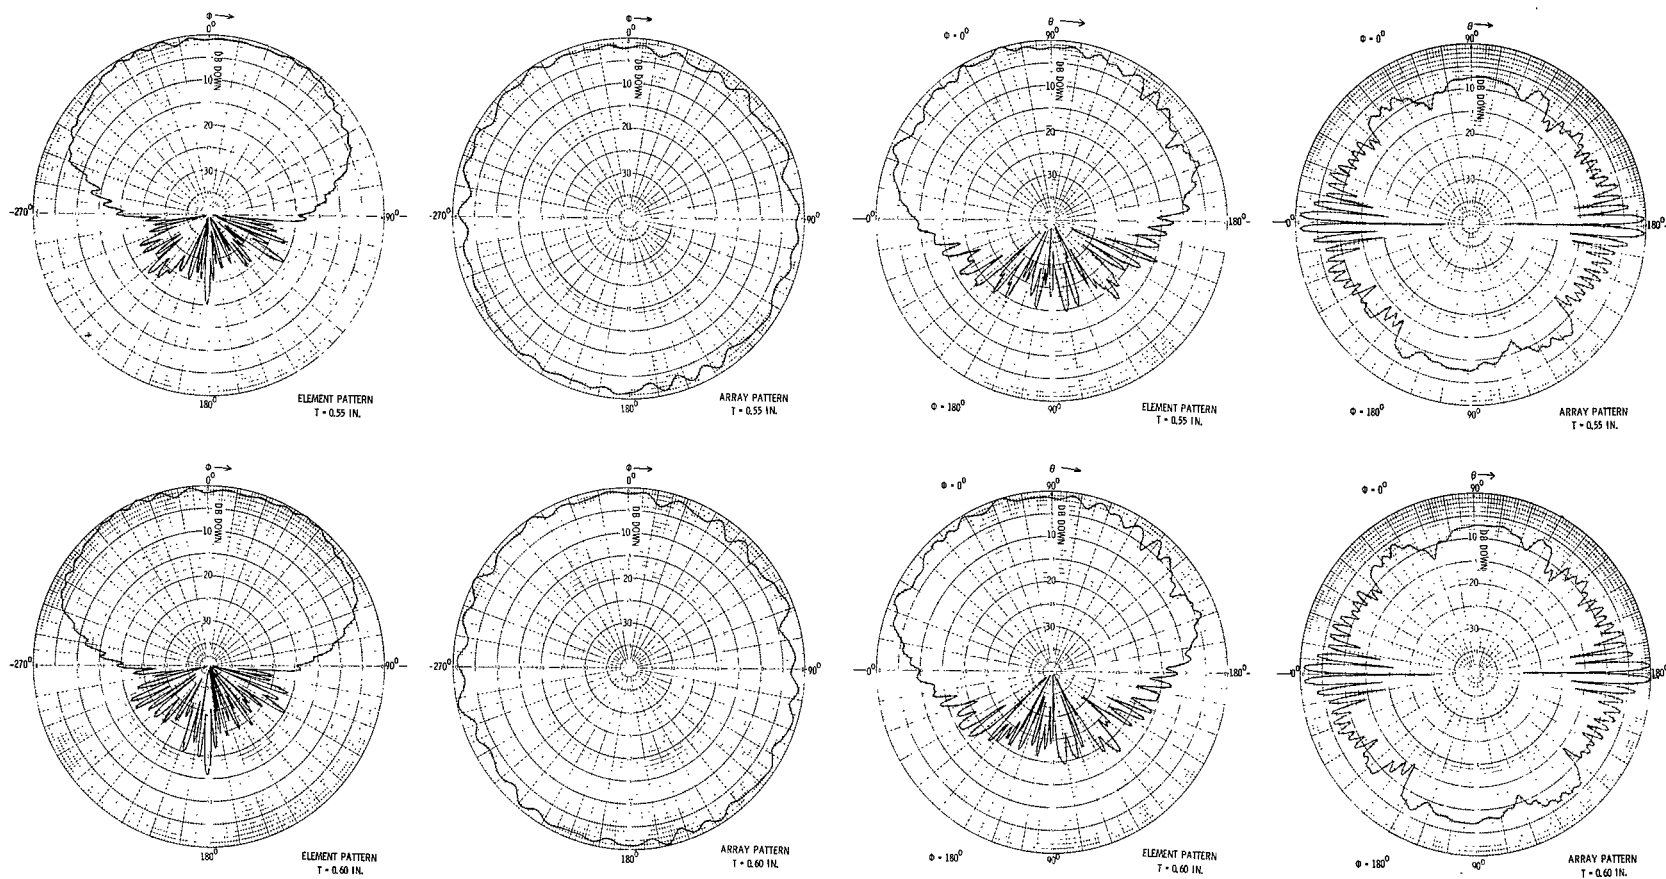 Φ →
0°
DB DOWN
10
20
30
-270°
90°
180°
ELEMENT PATTERN
T = 0.55 IN.
Φ →
0°
DB DOWN
10
20
30
-270°
90°
180°
ARRAY PATTERN
T = 0.55 IN.
θ →
Φ = 0°
90°
DB DOWN
10
20
30
0°
180°
Φ = 180°
90°
ELEMENT PATTERN
T = 0.55 IN.
θ →
Φ = 0°
90°
DB DOWN
10
20
30
0°
180°
Φ = 180°
90°
ARRAY PATTERN
T = 0.55 IN.
Φ →
0°
DB DOWN
10
20
30
-270°
90°
180°
ELEMENT PATTERN
T = 0.60 IN.
Φ →
0°
DB DOWN
10
20
30
-270°
90°
180°
ARRAY PATTERN
T = 0.60 IN.
θ →
Φ = 0°
90°
DB DOWN
10
20
30
0°
180°
Φ = 180°
90°
ELEMENT PATTERN
T = 0.60 IN.
θ →
Φ = 0°
90°
DB DOWN
10
20
30
0°
180°
Φ = 180°
90°
ARRAY PATTERN
T = 0.60 IN.